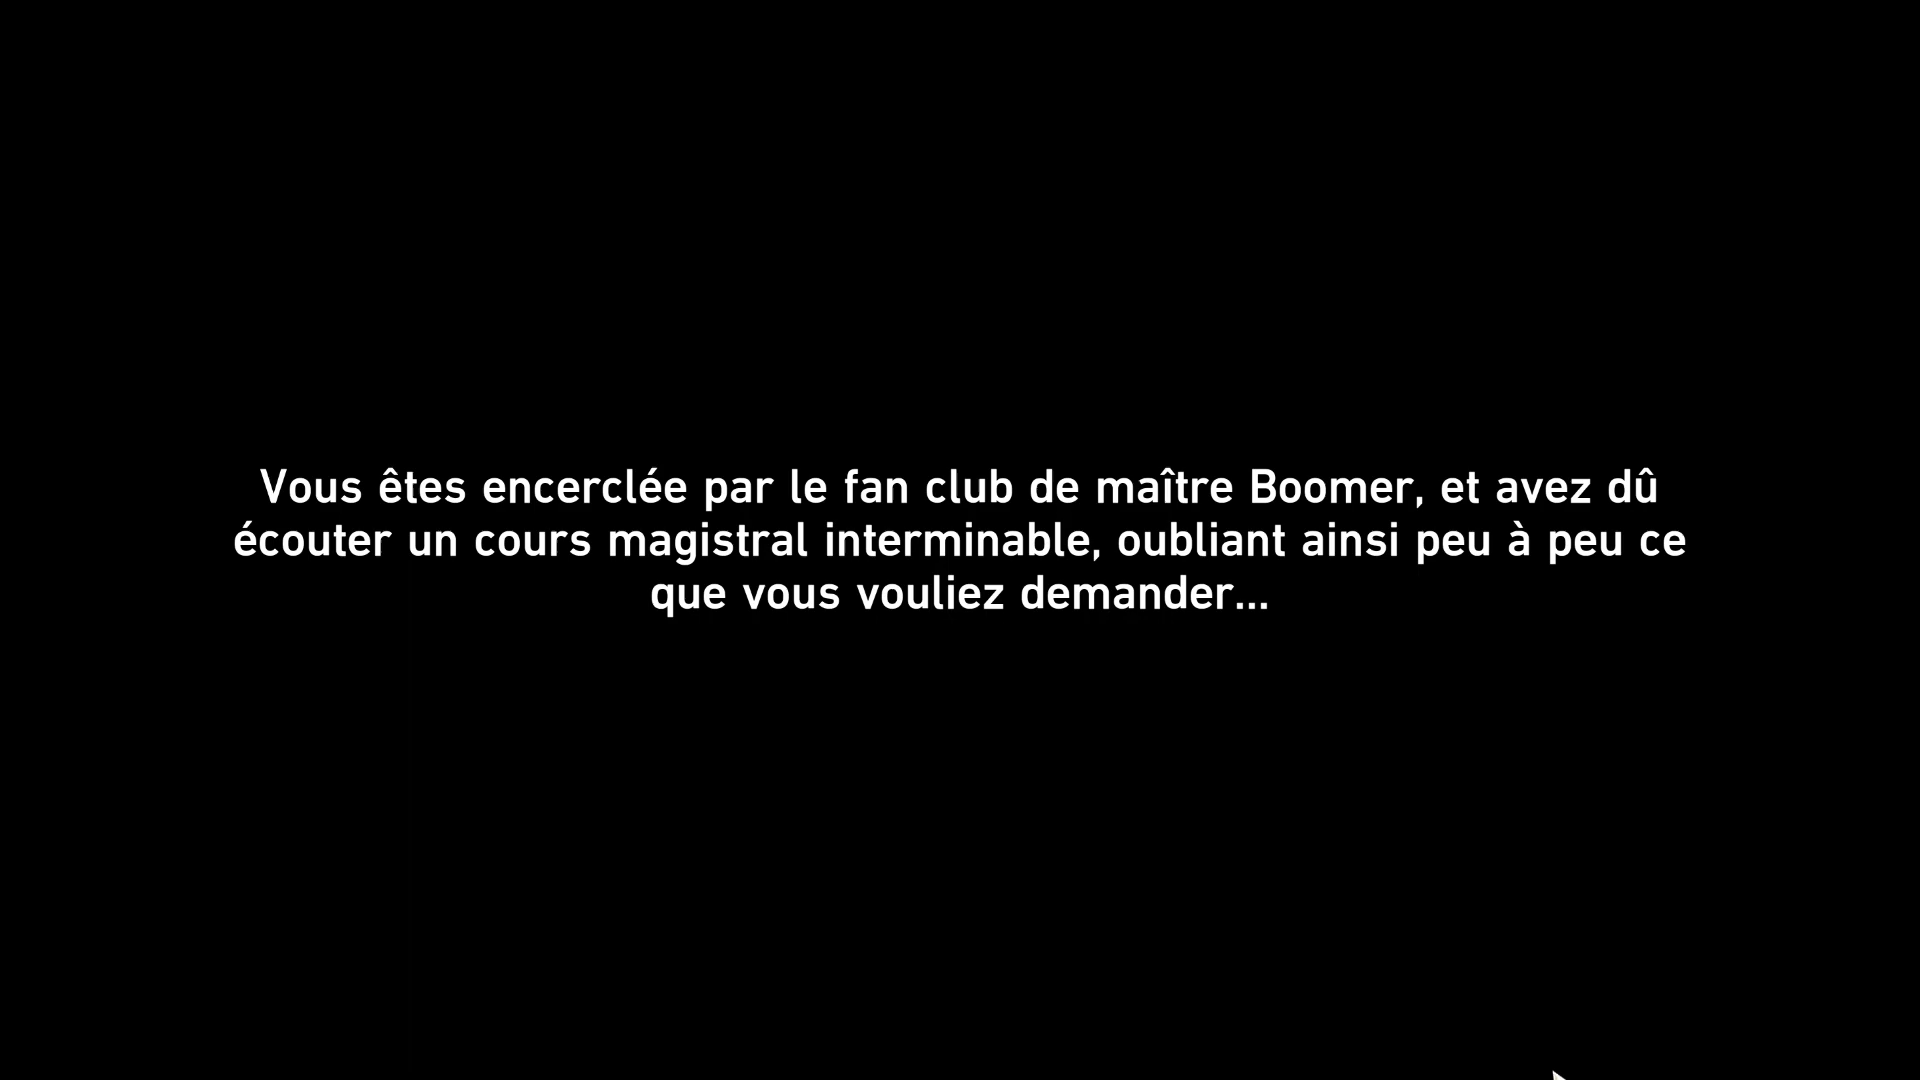 Vous êtes encerclée par le fan club de maître Boomer, et avez dû
écouter un cours magistral interminable, oubliant ainsi peu à peu ce
que vous vouliez demander...